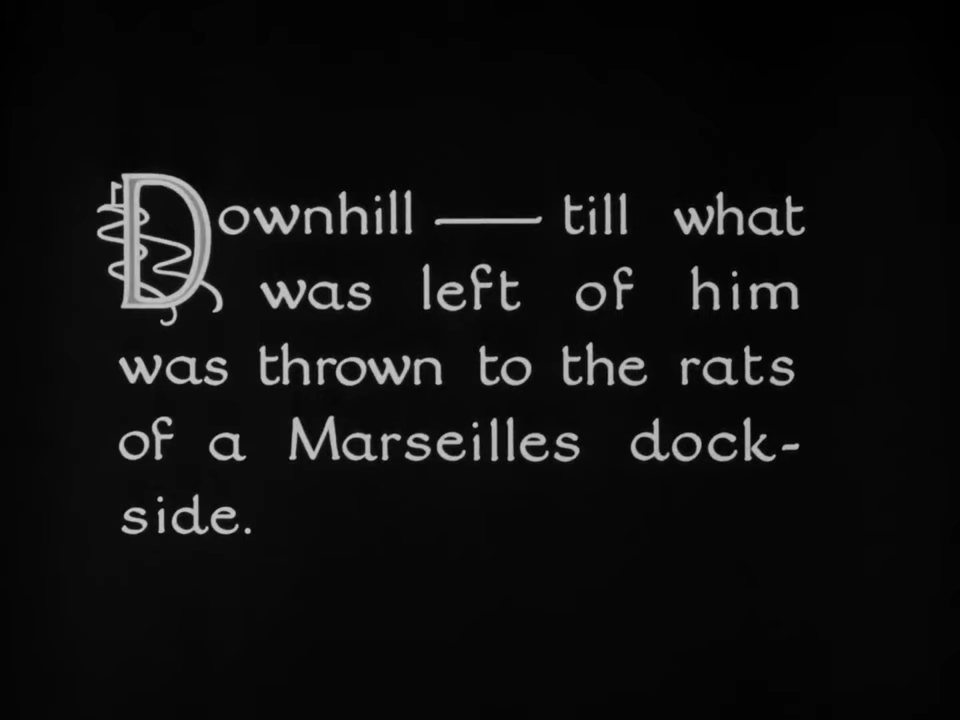 Downhill — till what
was left of him
was thrown to the rats
of a Marseilles dock-
side.